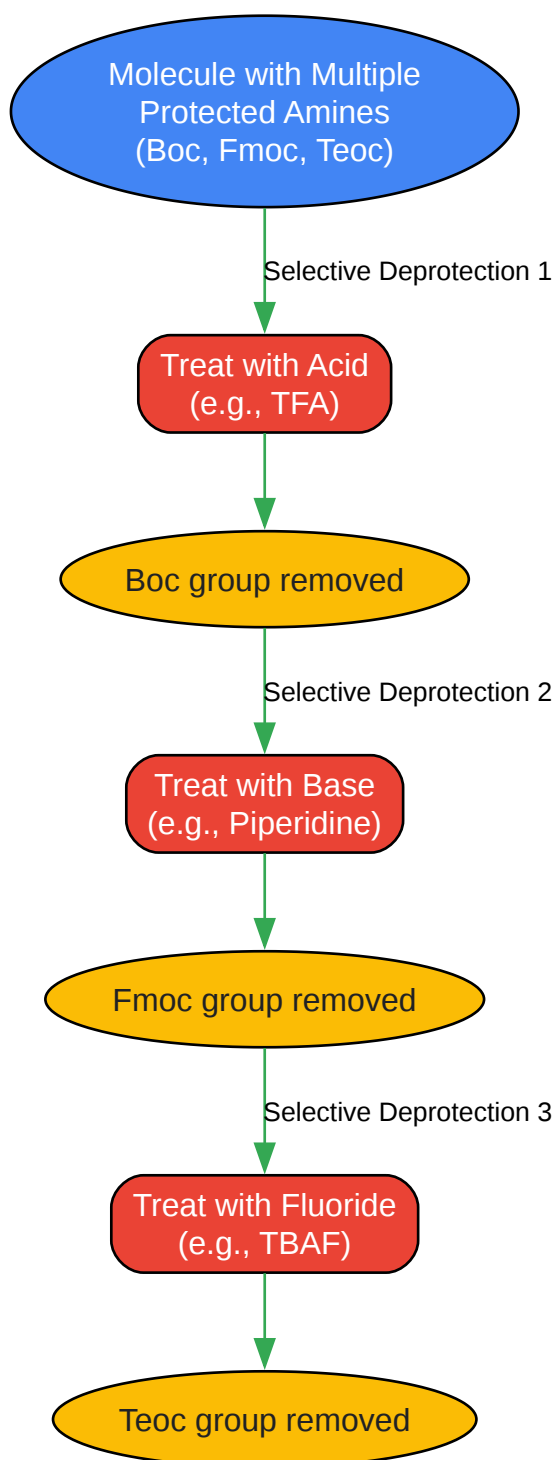 Molecule with Multiple
Protected Amines
(Boc, Fmoc, Teoc)
Selective Deprotection 1
Treat with Acid
(e.g., TFA)
Boc group removed
Selective Deprotection 2
Treat with Base
(e.g., Piperidine)
Fmoc group removed
Selective Deprotection 3
Treat with Fluoride
(e.g., TBAF)
Teoc group removed